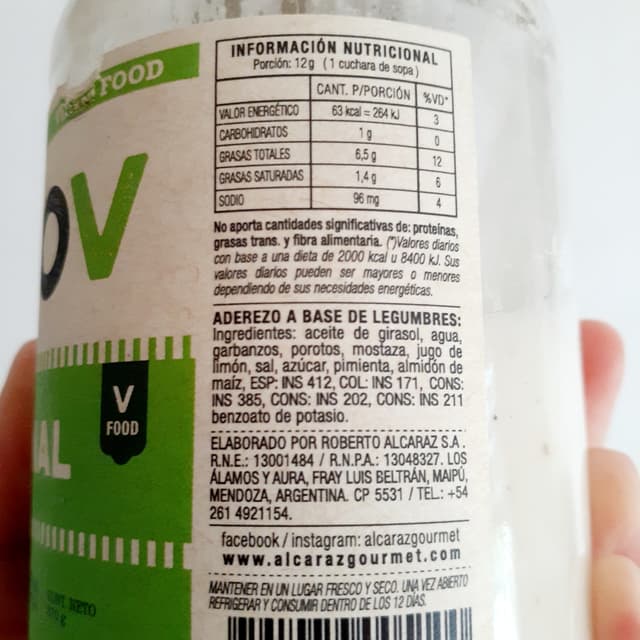 FOOD
V
V
FOOD
AL
NETO
INFORMACIÓN NUTRICIONAL
Porción: 12g (1 cuchara de sopa)
CANT. P/PORCIÓN %VD*
VALOR ENERGÉTICO 63 kcal = 264 kJ 3
CARBOHIDRATOS 1 g 0
GRASAS TOTALES 6,5 g 12
GRASAS SATURADAS 1,4 g 6
SODIO 96 mg 4
No aporta cantidades significativas de: proteínas,
grasas trans. y fibra alimentaria. (*)Valores diarios
con base a una dieta de 2000 kcal u 8400 kJ. Sus
valores diarios pueden ser mayores o menores
dependiendo de sus necesidades energéticas.
ADEREZO A BASE DE LEGUMBRES:
Ingredientes: aceite de girasol, agua,
garbanzos, porotos, mostaza, jugo de
limón, sal, azúcar, pimienta, almidón de
maíz, ESP: INS 412, COL: INS 171, CONS:
INS 385, CONS: INS 202, CONS: INS 211
benzoato de potasio.
ELABORADO POR ROBERTO ALCARAZ S.A.
R.N.E.: 13001484 / R.N.P.A.: 13048327. LOS
ÁLAMOS Y AURA, FRAY LUIS BELTRÁN, MAIPÚ,
MENDOZA, ARGENTINA. CP 5531 / TEL.: +54
261 4921154.
facebook / instagram: alcarazgourmet
www.alcarazgourmet.com
MANTENER EN UN LUGAR FRESCO Y SECO. UNA VEZ ABIERTO
REFRIGERAR Y CONSUMIR DENTRO DE LOS 12 DÍAS.